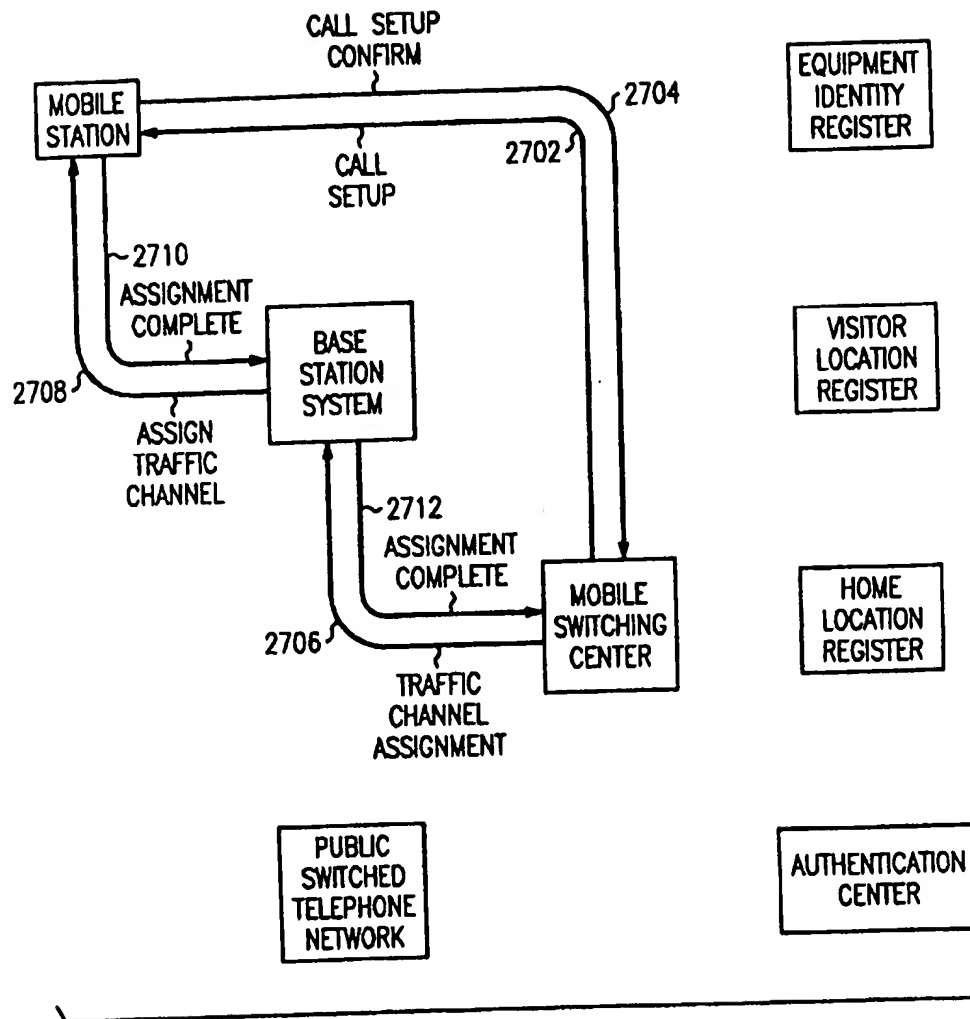 CALL SETUP
CONFIRM
MOBILE
STATION
2704
EQUIPMENT
IDENTITY
REGISTER
2702
CALL
SETUP
2710
ASSIGNMENT
COMPLETE
BASE
STATION
SYSTEM
VISITOR
LOCATION
REGISTER
2708
ASSIGN
TRAFFIC
CHANNEL
2712
ASSIGNMENT
COMPLETE
MOBILE
SWITCHING
CENTER
HOME
LOCATION
REGISTER
2706
TRAFFIC
CHANNEL
ASSIGNMENT
PUBLIC
SWITCHED
TELEPHONE
NETWORK
AUTHENTICATION
CENTER